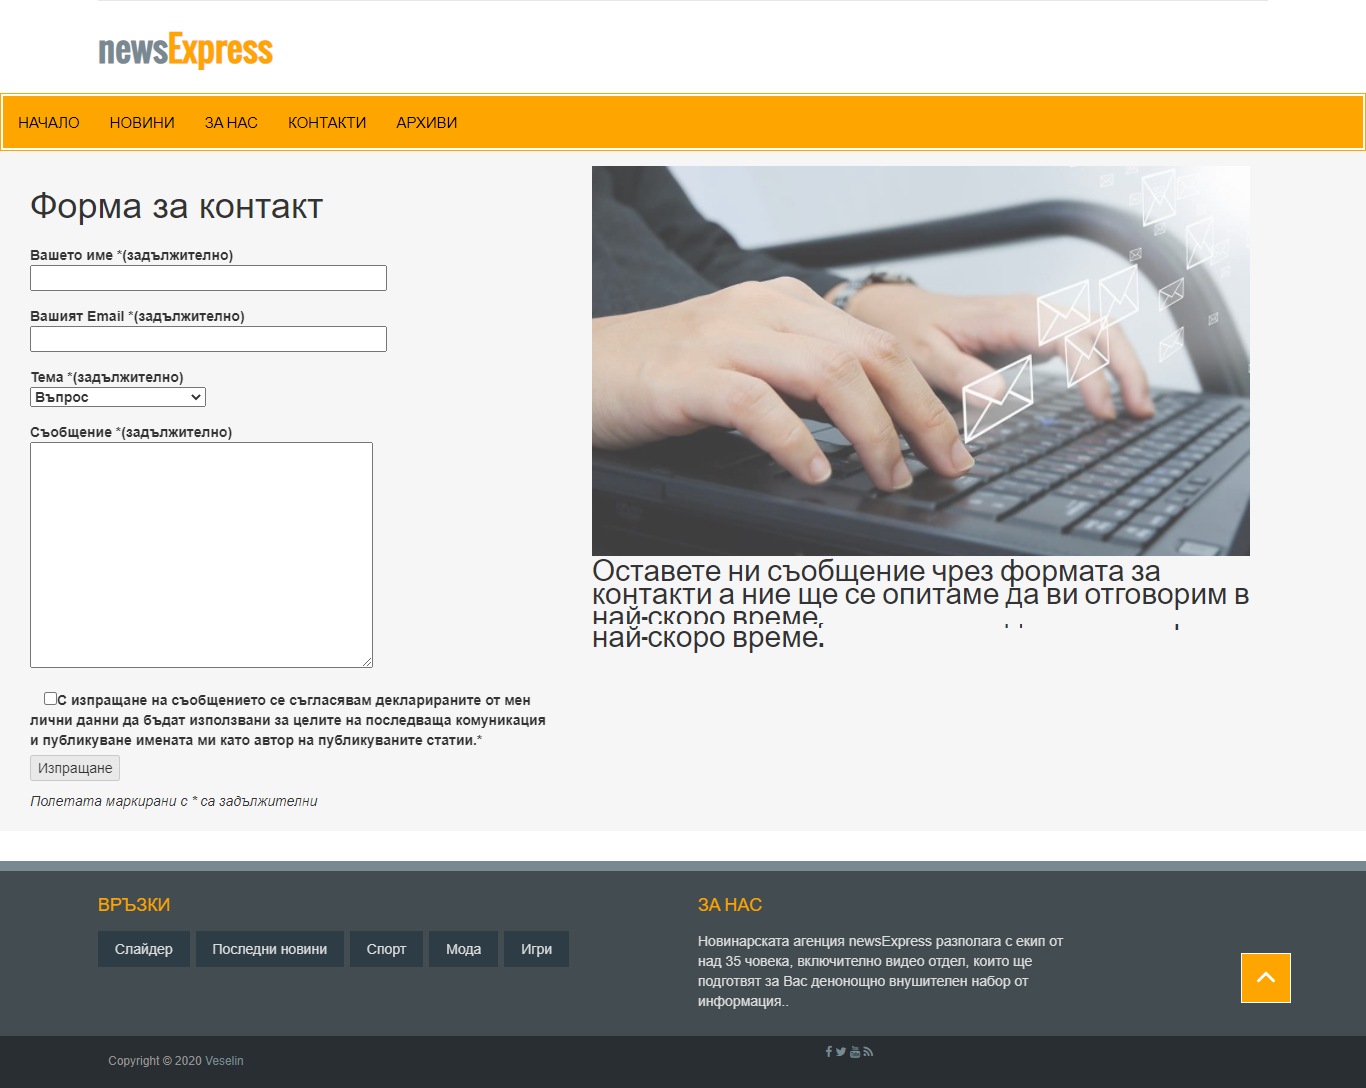 newsExpress
НАЧАЛО НОВИНИ ЗА НАС КОНТАКТИ АРХИВИ
Форма за контакт
Вашето име *(задължително)
Вашият Email *(задължително)
Тема *(задължително)
Въпрос
Съобщение *(задължително)
С изпращане на съобщението се съгласявам декларираните от мен
лични данни да бъдат използвани за целите на последваща комуникация
и публикуване имената ми като автор на публикуваните статии.*
Изпращане
Полетата маркирани с * са задължителни
Оставете ни съобщение чрез формата за
контакти а ние ще се опитаме да ви отговорим в
най-скоро време.
най-скоро време.
ВРЪЗКИ
Слайдер Последни новини Спорт Мода Игри
ЗА НАС
Новинарската агенция newsExpress разполага с екип от
над 35 човека, включително видео отдел, които ще
подготвят за Вас денонощно внушителен набор от
информация..
Copyright © 2020 Veselin